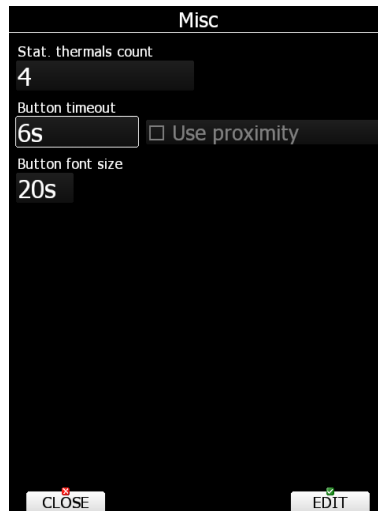 Misc
Stat. thermals count
4
Button timeout
6s
Use proximity
Button font size
20s
CLOSE
EDIT